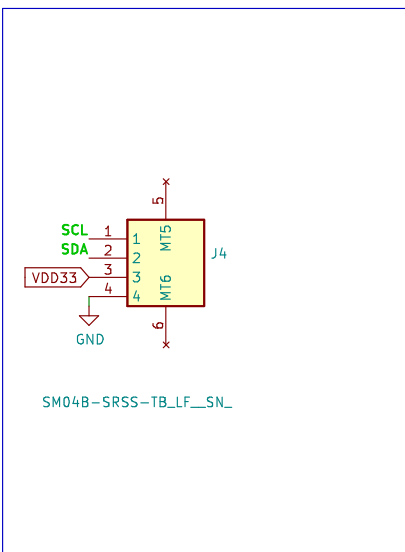 5
SCL 1 1 MT5
SDA 2 2
J4
VDD33 3 3
4 4 MT6
GND
6
SM04B-SRSS-TB_LF__SN_